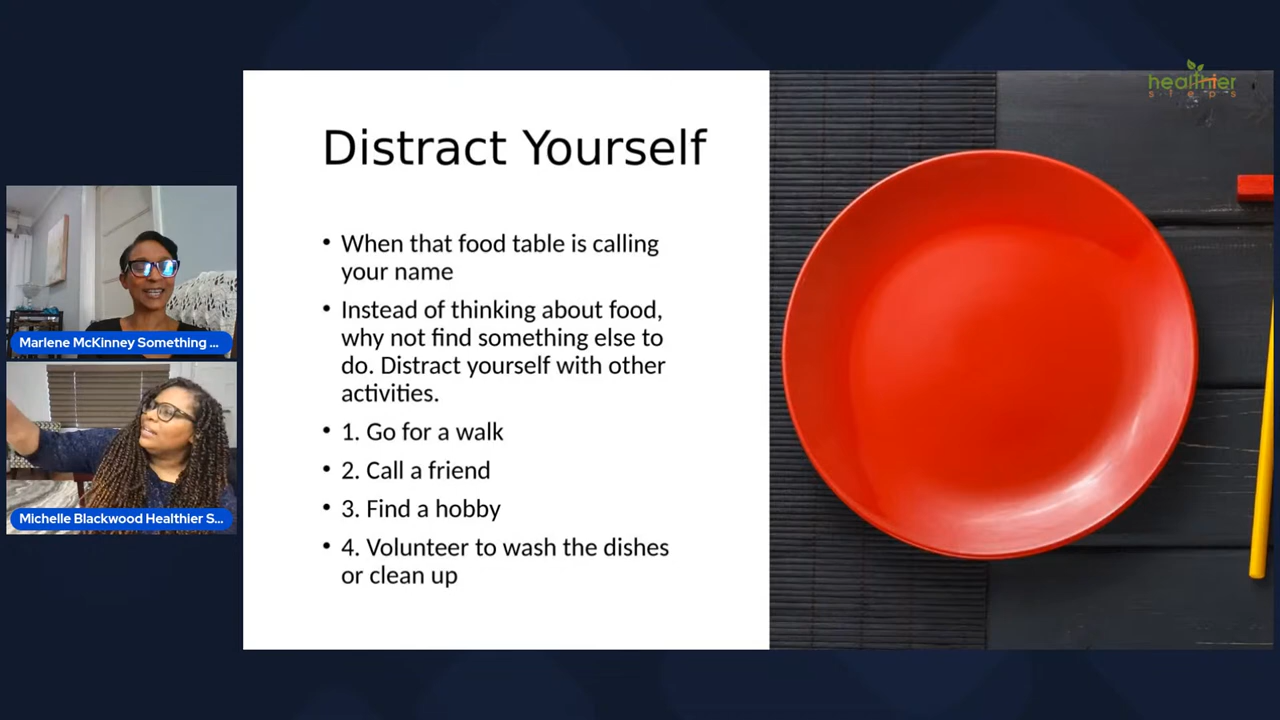 healthier
steps
Distract Yourself
• When that food table is calling
your name
• Instead of thinking about food,
why not find something else to
do. Distract yourself with other
activities.
• 1. Go for a walk
• 2. Call a friend
• 3. Find a hobby
• 4. Volunteer to wash the dishes
or clean up
Marlene McKinney Something ...
Michelle Blackwood Healthier S...